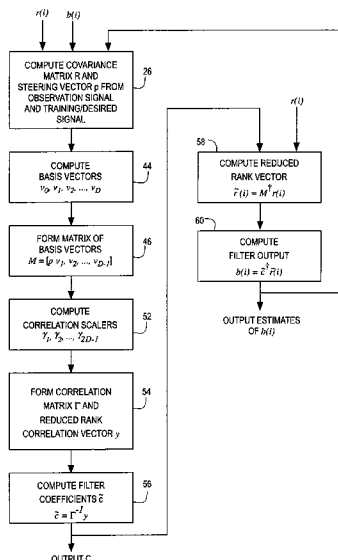 r(i)
b(i)
COMPUTE COVARIANCE
MATRIX R AND
STEERING VECTOR p FROM
OBSERVATION SIGNAL
AND TRAINING/DESIRED
SIGNAL
26
COMPUTE
BASIS VECTORS
v₀, v₁, v₂, ..., v_D
44
FORM MATRIX OF
BASIS VECTORS
M = [p v₁, v₂, ..., v_D-1]
46
COMPUTE
CORRELATION SCALERS
γ₁, γ₂, ..., γ_2D-1
52
FORM CORRELATION
MATRIX Γ AND
REDUCED RANK
CORRELATION VECTOR y
54
COMPUTE FILTER
COEFFICIENTS c̃
c̃ = Γ⁻¹y
56
OUTPUT C
r(i)
58
COMPUTE REDUCED
RANK VECTOR
r̃(i) = M†r(i)
60
COMPUTE
FILTER OUTPUT
b(i) = c̃†r̃(i)
OUTPUT ESTIMATES
OF b(i)